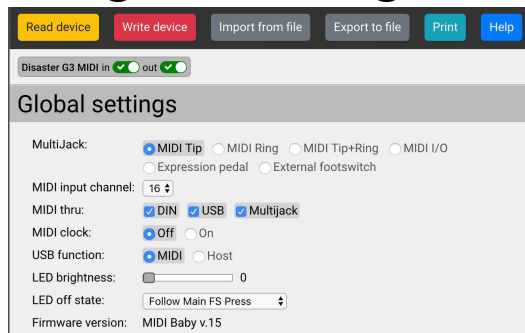 Read device Write device Import from file Export to file Print Help
Disaster G3 MIDI in out
Global settings
MultiJack: MIDI Tip MIDI Ring MIDI Tip+Ring MIDI I/O
Expression pedal External footswitch
MIDI input channel: 16
MIDI thru: DIN USB Multijack
MIDI clock: Off On
USB function: MIDI Host
LED brightness: 0
LED off state: Follow Main FS Press
Firmware version: MIDI Baby v.15